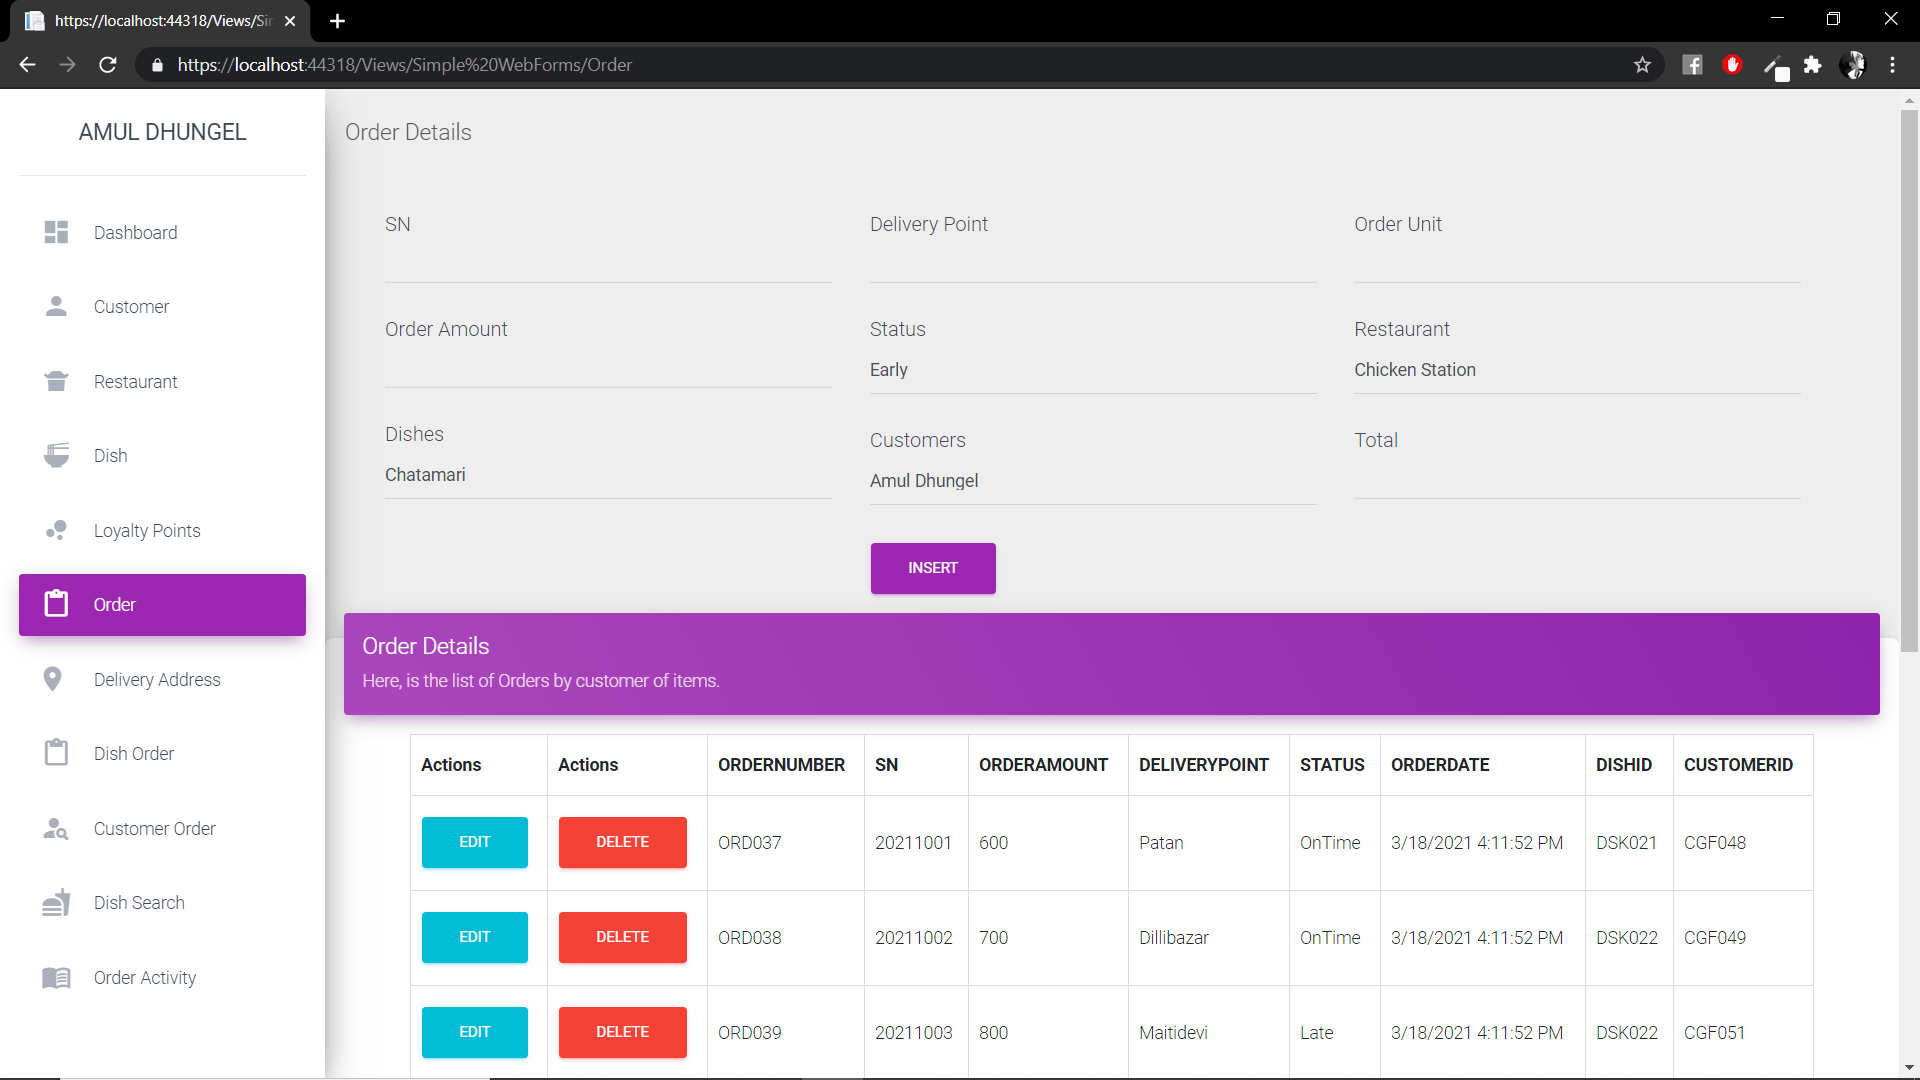 https://localhost:44318/Views/Sim
https://localhost:44318/Views/Simple%20WebForms/Order
AMUL DHUNGEL
Dashboard
Customer
Restaurant
Dish
Loyalty Points
Order
Delivery Address
Dish Order
Customer Order
Dish Search
Order Activity
Order Details
SN Delivery Point Order Unit
Order Amount Status Restaurant
Early Chicken Station
Dishes Customers Total
Chatamari Amul Dhungel
INSERT
Order Details
Here, is the list of Orders by customer of items.
Actions Actions ORDERNUMBER SN ORDERAMOUNT DELIVERYPOINT STATUS ORDERDATE DISHID CUSTOMERID
EDIT DELETE ORD037 20211001 600 Patan OnTime 3/18/2021 4:11:52 PM DSK021 CGF048
EDIT DELETE ORD038 20211002 700 Dillibazar OnTime 3/18/2021 4:11:52 PM DSK022 CGF049
EDIT DELETE ORD039 20211003 800 Maitidevi Late 3/18/2021 4:11:52 PM DSK022 CGF051